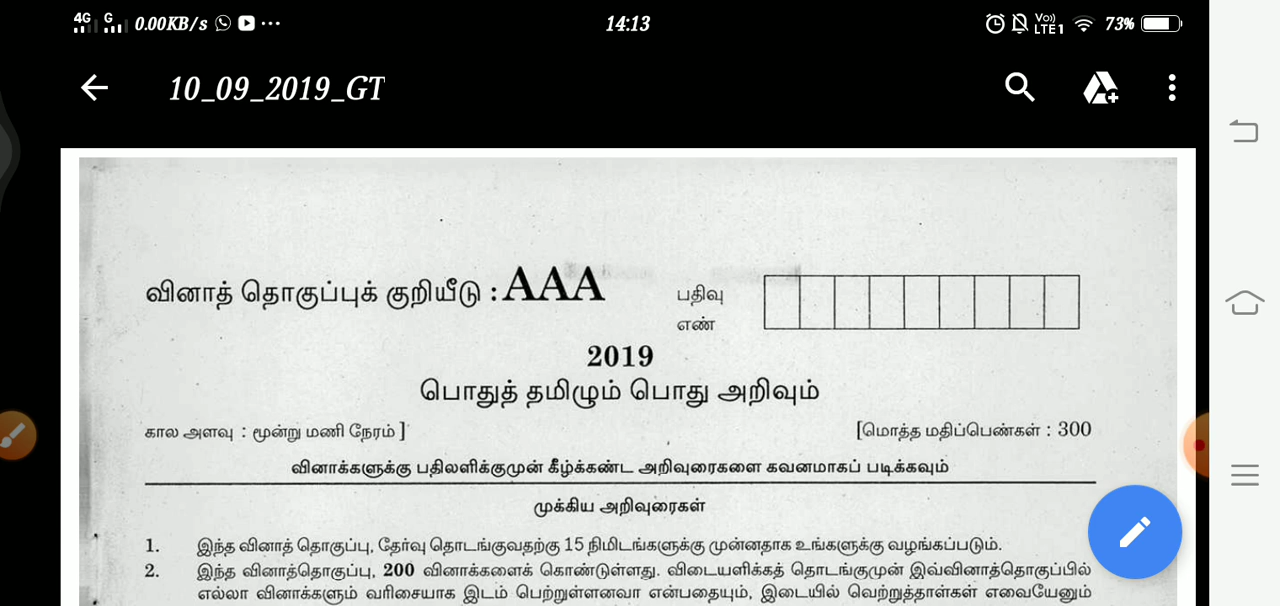 4G G 0.00KB/s ... 14:13 Vo)) LTE1 73%
10_09_2019_GT
வினாத் தொகுப்புக் குறியீடு : AAA
பதிவு
எண்
2019
பொதுத் தமிழும் பொது அறிவும்
கால அளவு : மூன்று மணி நேரம் ] [மொத்த மதிப்பெண்கள் : 300
வினாக்களுக்கு பதிலளிக்குமுன் கீழ்க்கண்ட அறிவுரைகளை கவனமாகப் படிக்கவும்
முக்கிய அறிவுரைகள்
1. இந்த வினாத் தொகுப்பு, தேர்வு தொடங்குவதற்கு 15 நிமிடங்களுக்கு முன்னதாக உங்களுக்கு வழங்கப்படும்.
2. இந்த வினாத்தொகுப்பு, 200 வினாக்களைக் கொண்டுள்ளது. விடையளிக்கத் தொடங்குமுன் இவ்வினாத்தொகுப்பில்
எல்லா வினாக்களும் வரிசையாக இடம் பெற்றுள்ளனவா என்பதையும், இடையில் வெற்றுத்தாள்கள் எவையேனும்